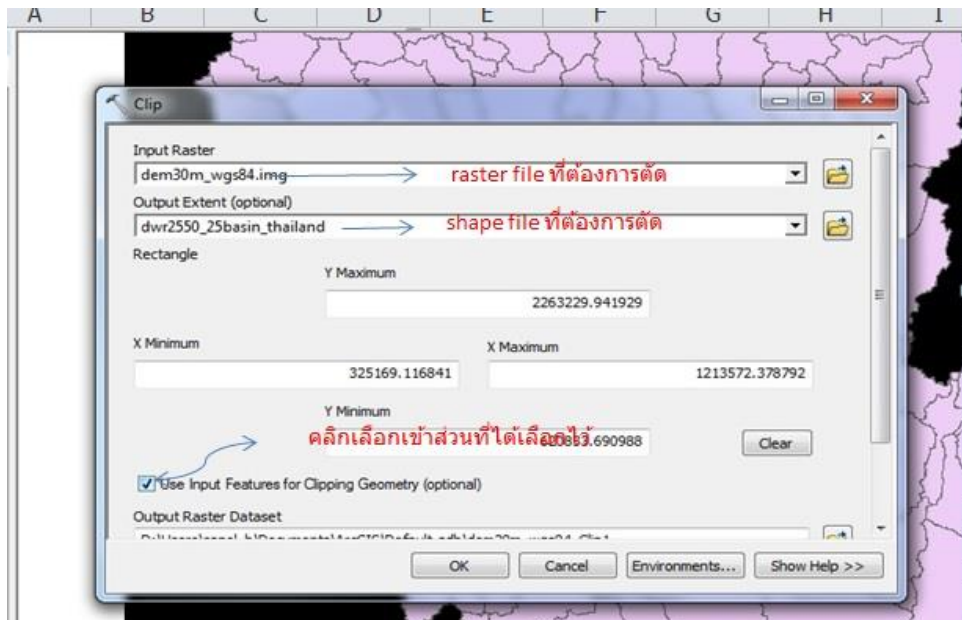 A B C D E F G H I
Clip
Input Raster
dem30m_wgs84.img raster file ที่ต้องการตัด
Output Extent (optional)
dwr2550_25basin_thailand shape file ที่ต้องการตัด
Rectangle
Y Maximum
2263229.941929
X Minimum X Maximum
325169.116841 1213572.378792
Y Minimum
คลิกเลือกเข้าส่วนที่ได้เลือกไว้ .690988 Clear
Use Input Features for Clipping Geometry (optional)
Output Raster Dataset
OK Cancel Environments... Show Help >>